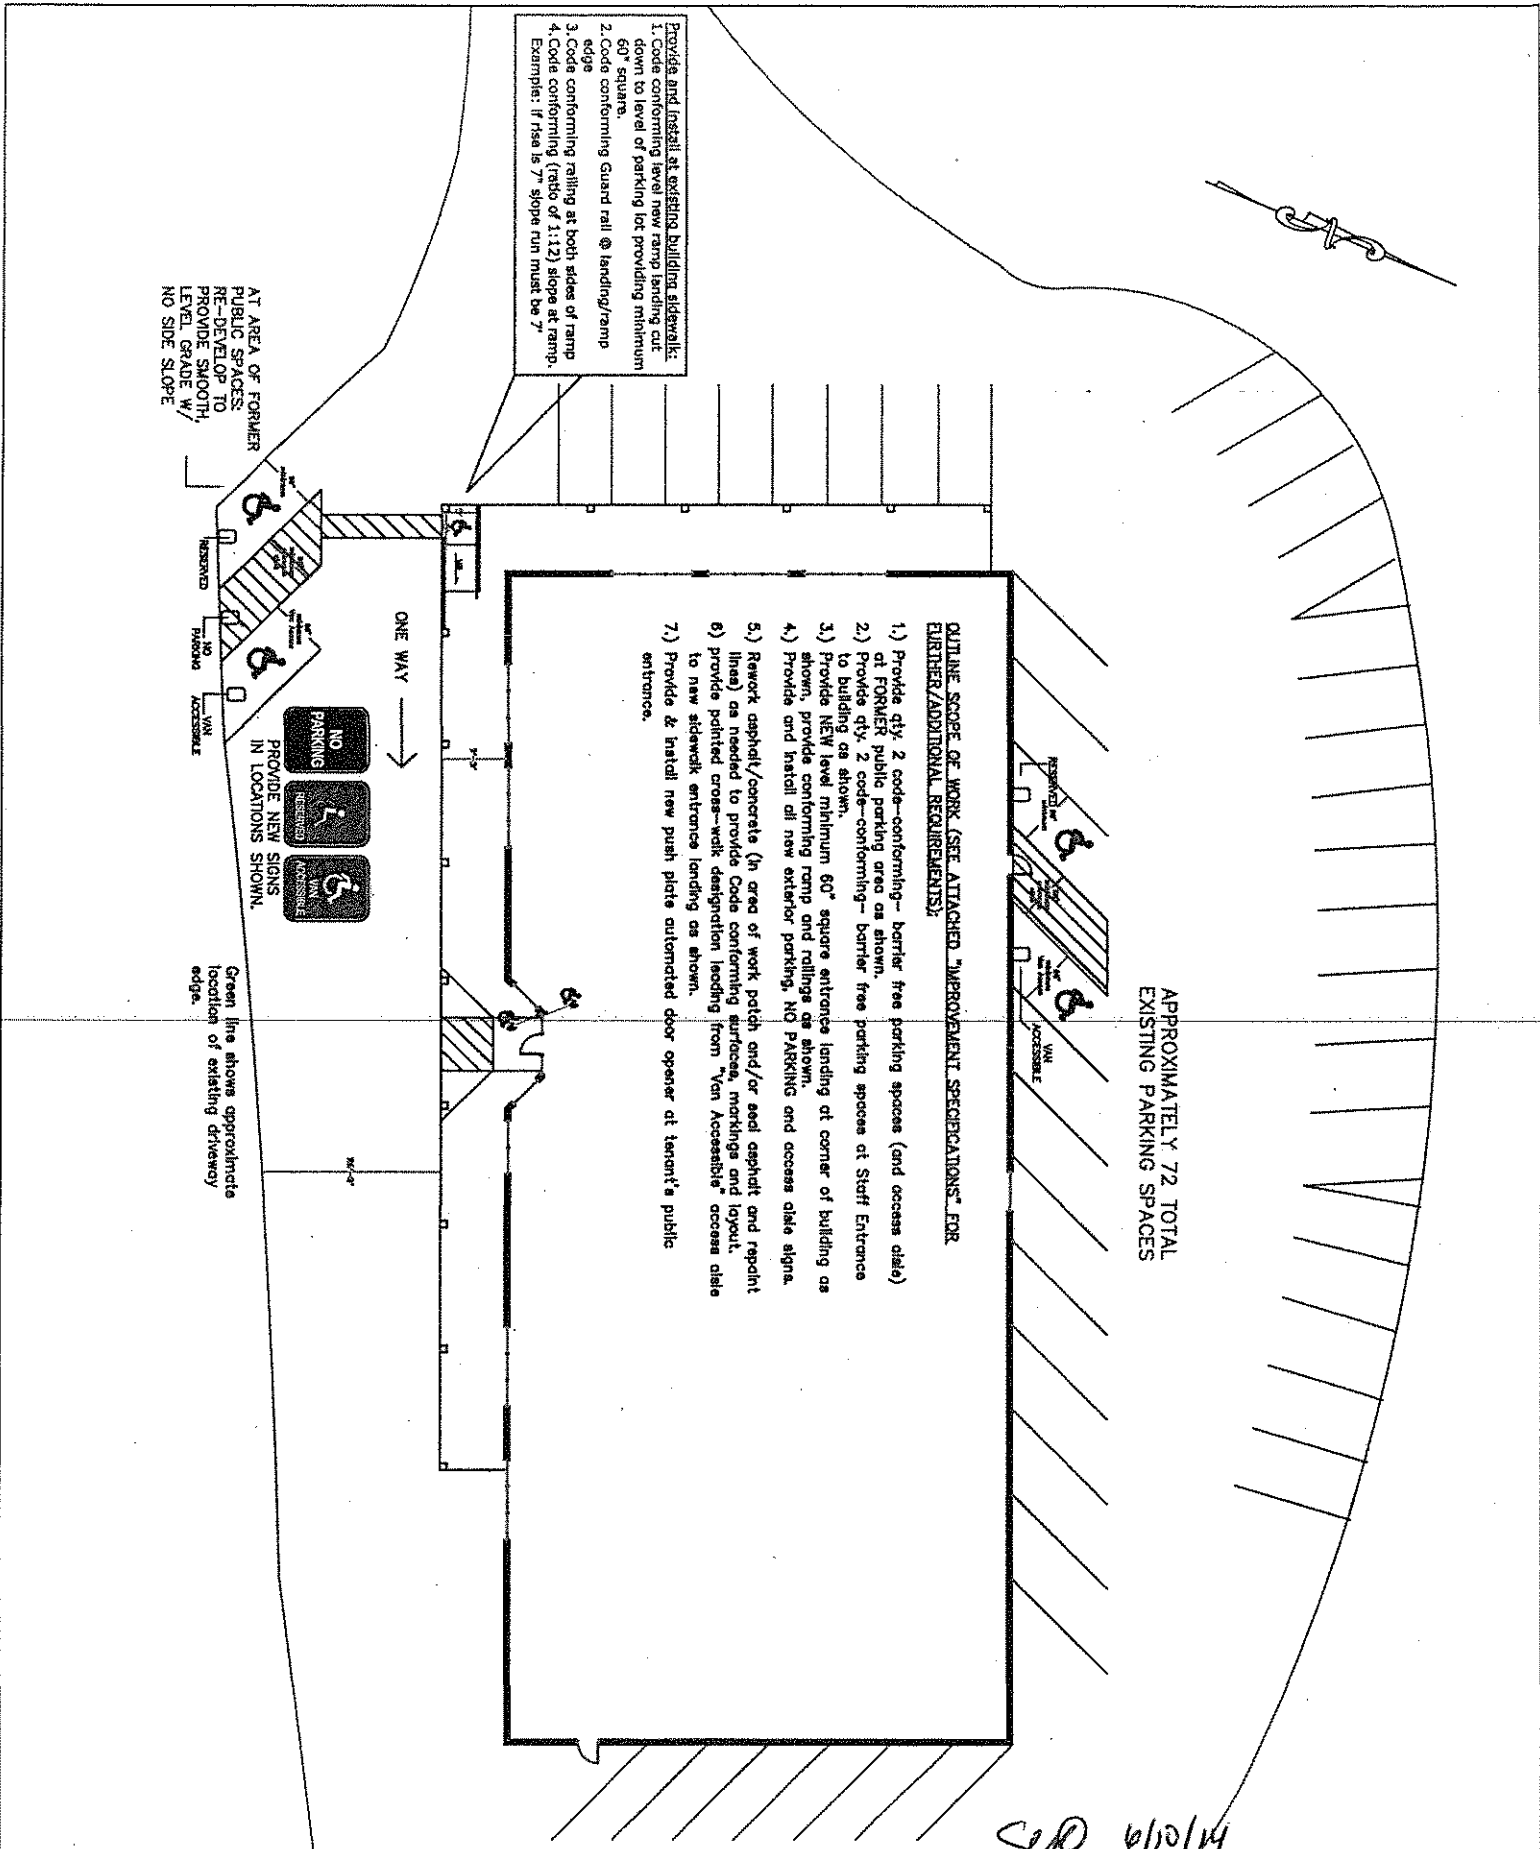 APPROXIMATELY 72 TOTAL
EXISTING PARKING SPACES
RESERVED
VAN
ACCESSIBLE
OUTLINE SCOPE OF WORK (SEE ATTACHED "IMPROVEMENT SPECIFICATIONS" FOR
FURTHER/ADDITIONAL REQUIREMENTS):
1.) Provide qty. 2 code-conforming- barrier free parking spaces (and access aisle)
at FORMER public parking area as shown.
2.) Provide qty. 2 code-conforming- barrier free parking spaces at Staff Entrance
to building as shown.
3.) Provide NEW level minimum 60" square entrance landing at corner of building as
shown, provide conforming ramp and railings as shown.
4.) Provide and install all new exterior parking, NO PARKING and access aisle signs.
5.) Rework asphalt/concrete (in area of work patch and/or seal asphalt and repaint
lines) as needed to provide Code conforming surfaces, markings and layout.
6) provide painted cross-walk designation leading from "Van Accessible" access aisle
to new sidewalk entrance landing as shown.
7.) Provide & install new push plate automated door opener at tenant's public
entrance.
Provide and install at existing building sidewalk:
1. Code conforming level new ramp landing cut
down to level of parking lot providing minimum
60" square.
2. Code conforming Guard rail @ landing/ramp
edge
3. Code conforming railing at both sides of ramp
4. Code conforming (ratio of 1:12) slope at ramp.
Example: if rise is 7" slope run must be 7'
ONE WAY
AT AREA OF FORMER
PUBLIC SPACES:
RE-DEVELOP TO
PROVIDE SMOOTH,
LEVEL GRADE W/
NO SIDE SLOPE
RESERVED
NO
PARKING
VAN
ACCESSIBLE
NO
PARKING
RESERVED
VAN
ACCESSIBLE
PROVIDE NEW SIGNS
IN LOCATIONS SHOWN.
Green line shows approximate
location of existing driveway
edge.
6/10/14